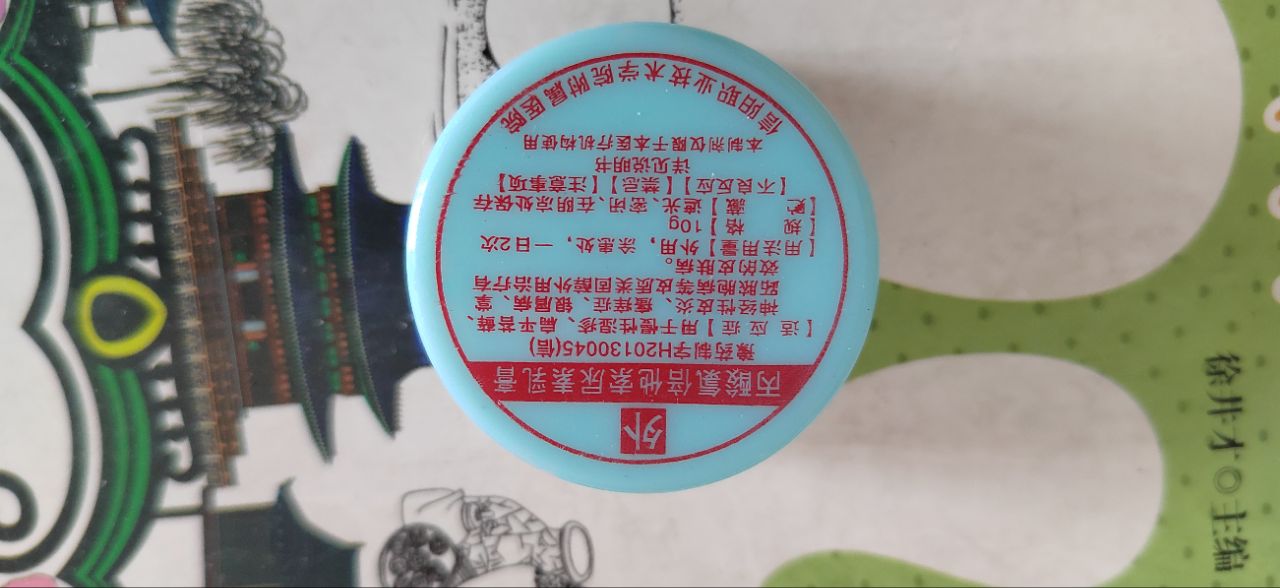 外
丙酸氯倍他索尿素乳膏
豫药制字H20130045(信)
【适应症】用于慢性湿疹、扁平苔藓、
神经性皮炎、瘙痒症、银屑病、掌
跖脓胞病等皮质类固醇外用治疗有
效的皮肤病。
【用法用量】外用，涂患处，一日2次
【规格】10g
【贮藏】遮光、密闭、在阴凉处保存
【不良反应】【禁忌】【注意事项】
详见说明书
本制剂仅限于本医疗机构使用
信阳职业技术学院附属医院
徐井才◎主编